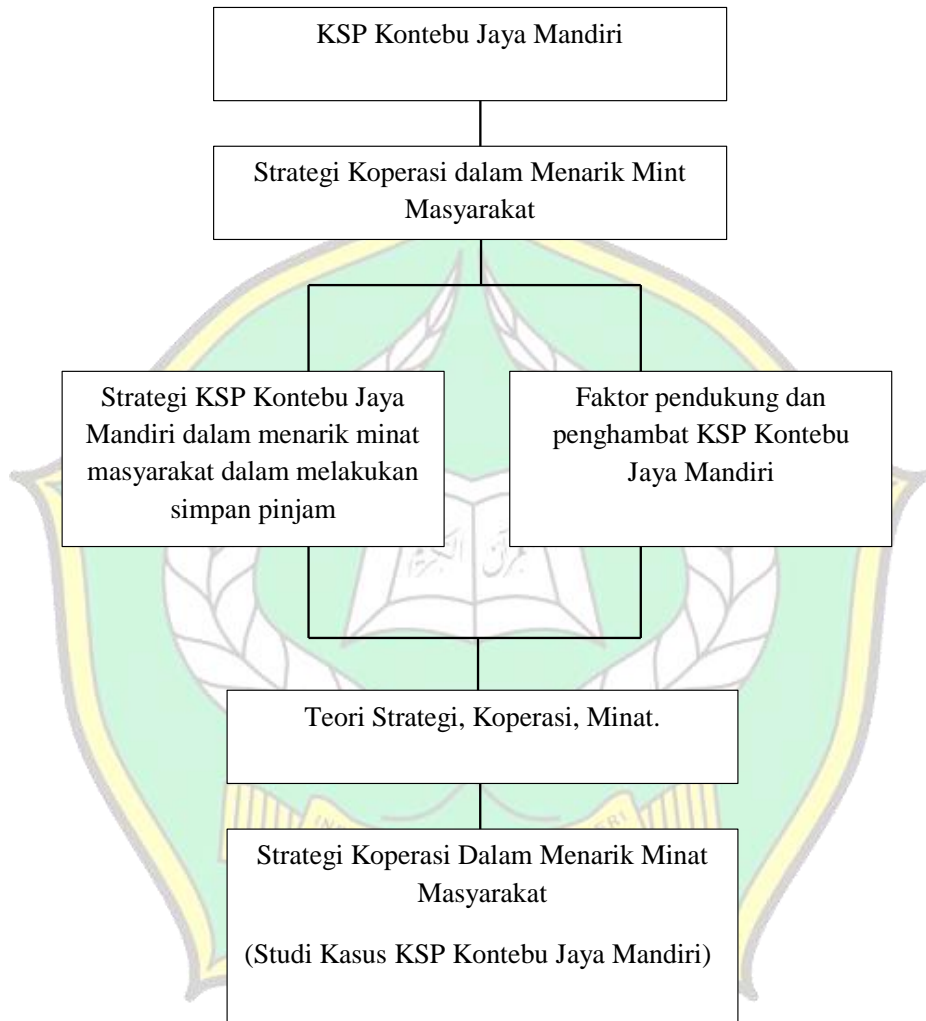 KSP Kontebu Jaya Mandiri
Strategi Koperasi dalam Menarik Mint
Masyarakat
Strategi KSP Kontebu Jaya
Mandiri dalam menarik minat
masyarakat dalam melakukan
simpan pinjam
Faktor pendukung dan
penghambat KSP Kontebu
Jaya Mandiri
Teori Strategi, Koperasi, Minat.
Strategi Koperasi Dalam Menarik Minat
Masyarakat
(Studi Kasus KSP Kontebu Jaya Mandiri)